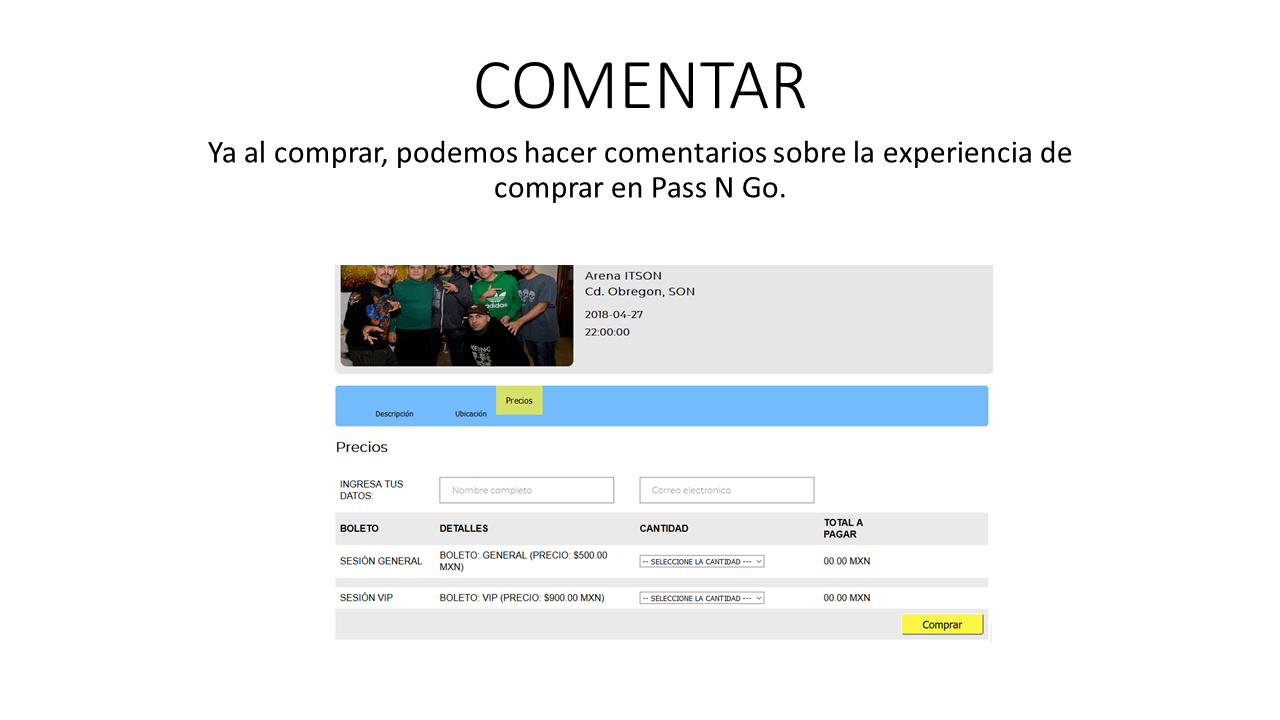 COMENTAR
Ya al comprar, podemos hacer comentarios sobre la experiencia de
comprar en Pass N Go.
Arena ITSON
Cd. Obregon, SON
2018-04-27
22:00:00
adidos
Descripción
Ubicación
Precios
Precios
INGRESA TUS
DATOS:
Nombre completo
Correo electronico
BOLETO
DETALLES
CANTIDAD
TOTAL A
PAGAR
SESIÓN GENERAL
BOLETO: GENERAL (PRECIO: $500.00
MXN)
-- SELECCIONE LA CANTIDAD ---
00.00 MXN
SESIÓN VIP
BOLETO: VIP (PRECIO: $900.00 MXN)
-- SELECCIONE LA CANTIDAD ---
00.00 MXN
Comprar